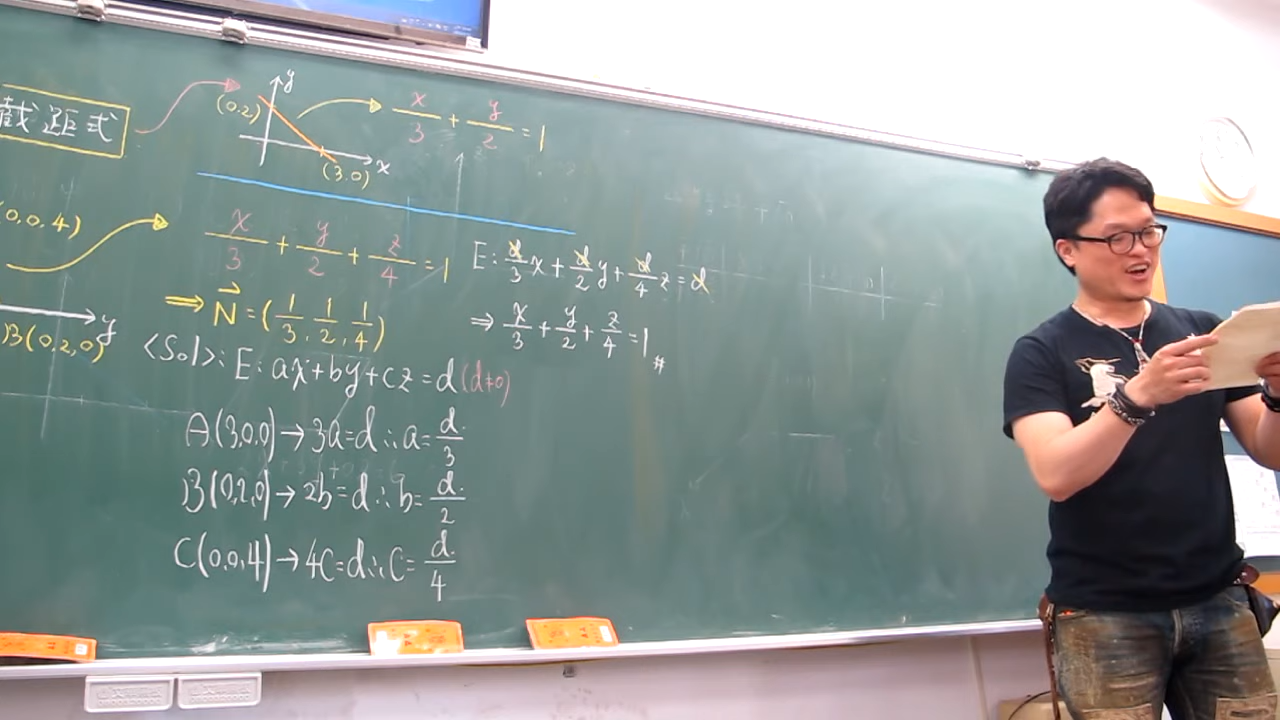 截距式
y
(0.2)
x
(3.0)
x/3 + y/2 = 1
(0,0,4)
x/3 + y/2 + z/4 = 1
⇒ N⃗ = (1/3, 1/2, 1/4)
y
B(0,2,0)
<Sol>: E: ax+by+cz=d(d≠0)
A(3,0,0)→3a=d∴a=d/3
B(0,2,0)→2b=d∴b=d/2
C(0,0,4)→4C=d∴C=d/4
E: d/3 x + d/2 y + d/4 z = d
⇒ x/3 + y/2 + z/4 = 1 #